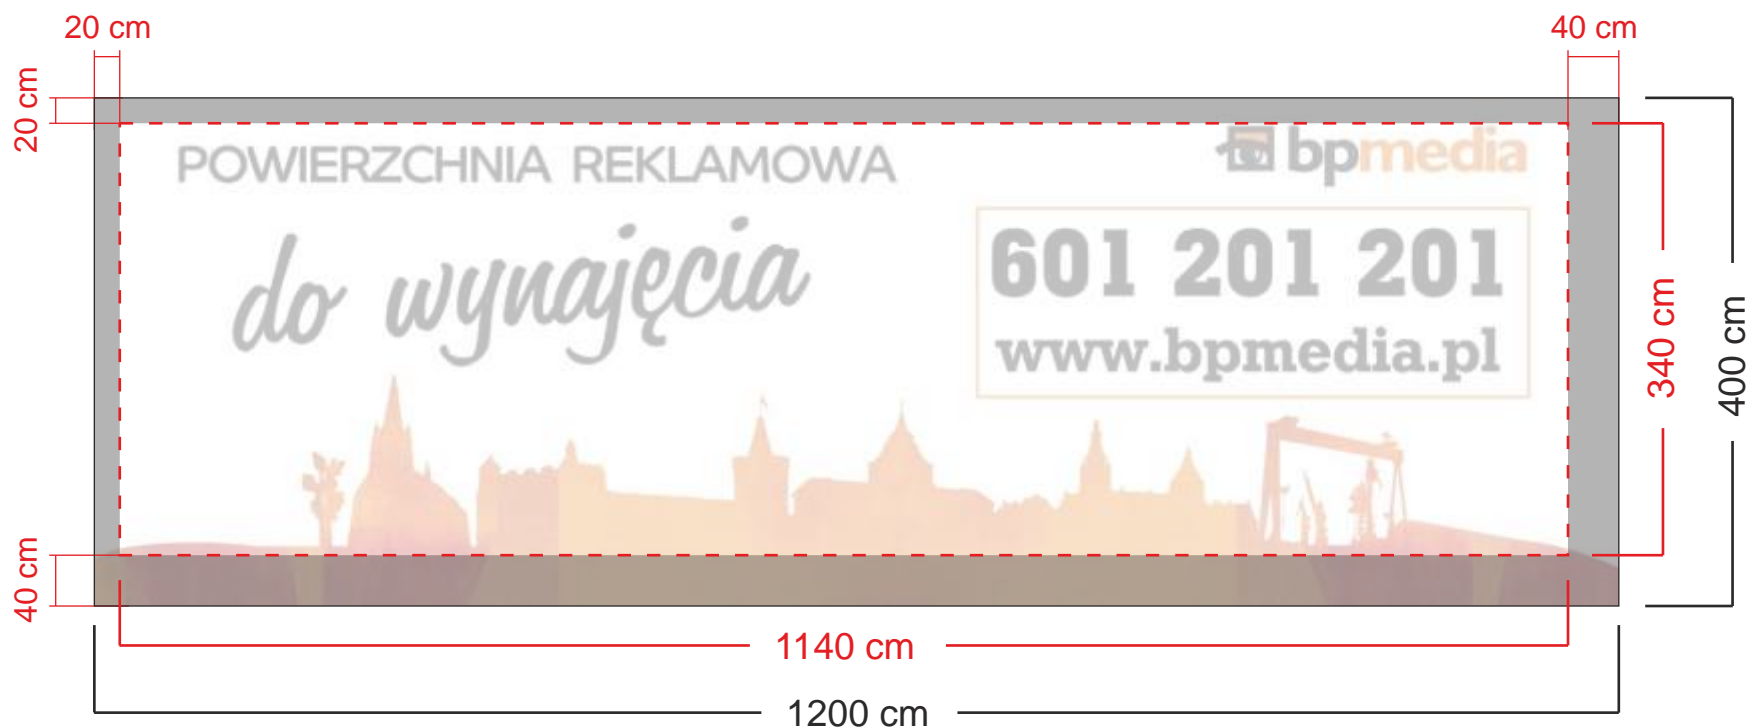 20 cm
40 cm
20 cm
POWIERZCHNIA REKLAMOWA
bpmedia
do wynajęcia
601 201 201
www.bpmedia.pl
340 cm
400 cm
40 cm
1140 cm
1200 cm